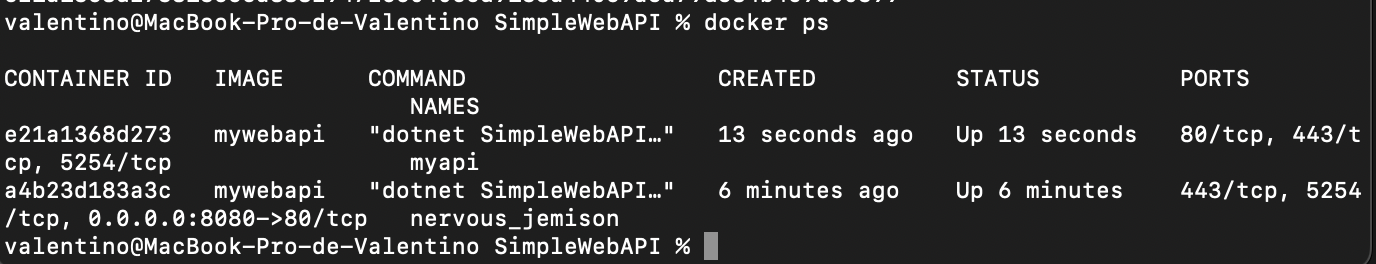 valentino@MacBook-Pro-de-Valentino SimpleWebAPI % docker ps
CONTAINER ID   IMAGE      COMMAND                  CREATED          STATUS          PORTS
                             NAMES
e21a1368d273   mywebapi   "dotnet SimpleWebAPI…"   13 seconds ago   Up 13 seconds   80/tcp, 443/t
cp, 5254/tcp                 myapi
a4b23d183a3c   mywebapi   "dotnet SimpleWebAPI…"   6 minutes ago    Up 6 minutes    443/tcp, 5254
/tcp, 0.0.0.0:8080->80/tcp   nervous_jemison
valentino@MacBook-Pro-de-Valentino SimpleWebAPI %